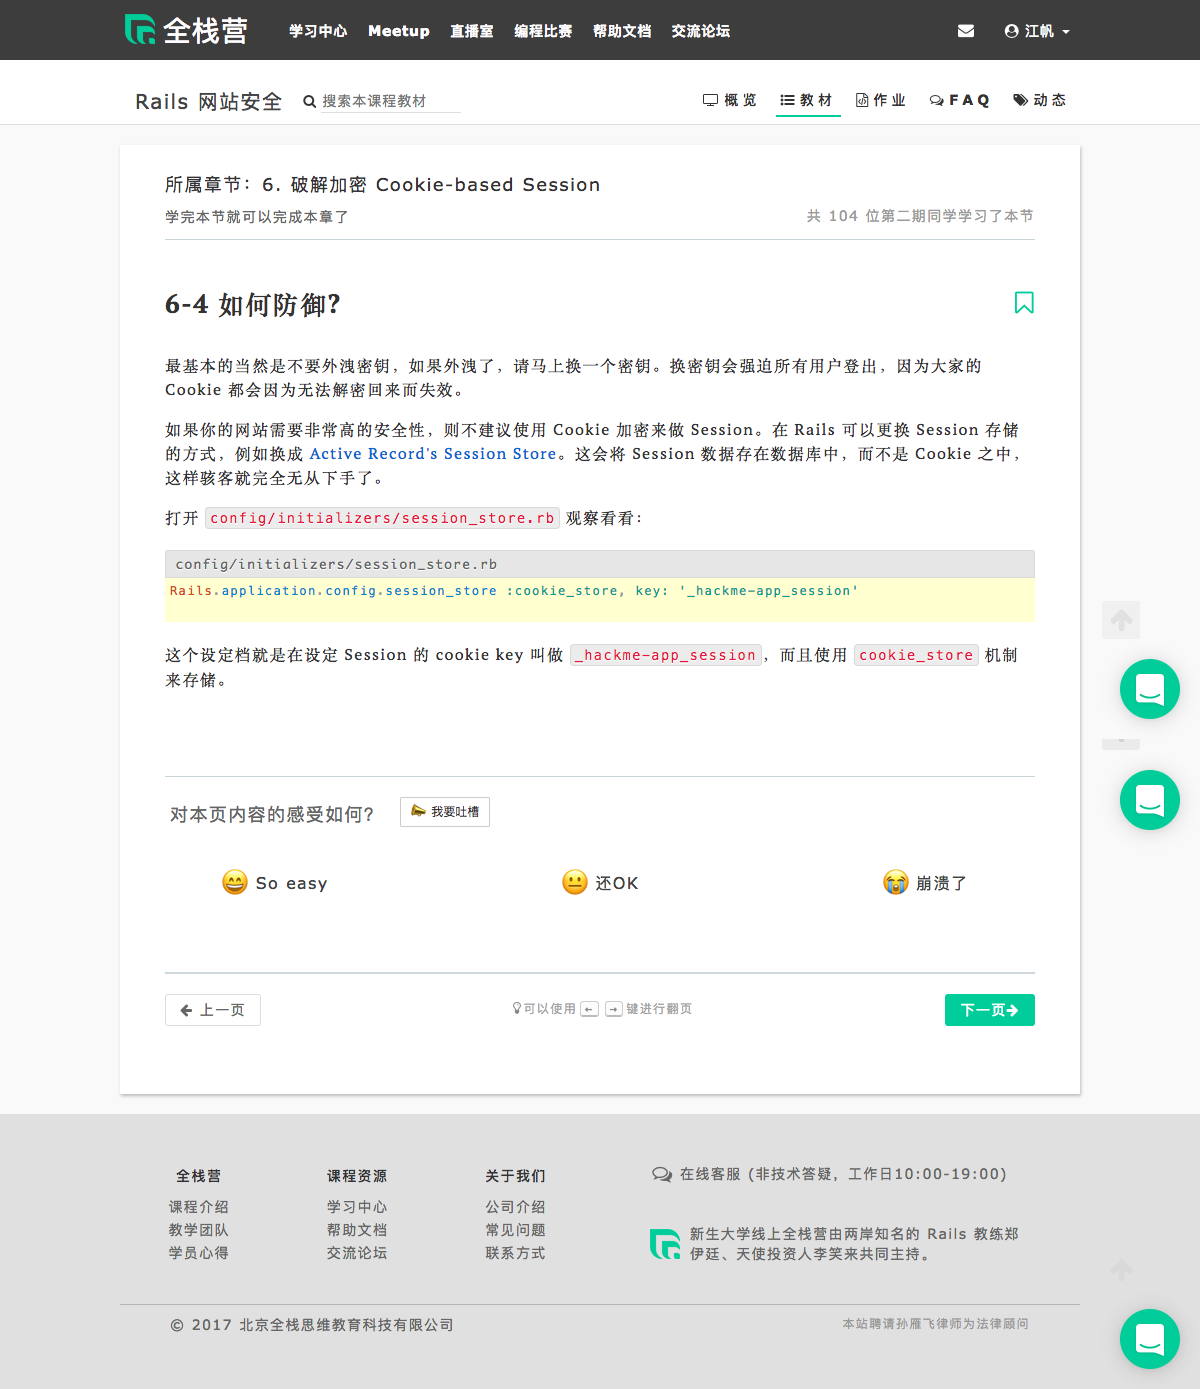 全栈营 学习中心 Meetup 直播室 编程比赛 帮助文档 交流论坛 江帆
Rails 网站安全 搜索本课程教材 概览 教材 作业 FAQ 动态
所属章节：6. 破解加密 Cookie-based Session
学完本节就可以完成本章了 共 104 位第二期同学学习了本节
6-4 如何防御?
最基本的当然是不要外洩密钥，如果外洩了，请马上换一个密钥。换密钥会强迫所有用户登出，因为大家的
Cookie 都会因为无法解密回来而失效。
如果你的网站需要非常高的安全性，则不建议使用 Cookie 加密来做 Session。在 Rails 可以更换 Session 存储
的方式，例如换成 Active Record's Session Store。这会将 Session 数据存在数据库中，而不是 Cookie 之中，
这样骇客就完全无从下手了。
打开 config/initializers/session_store.rb 观察看看：
config/initializers/session_store.rb
Rails.application.config.session_store :cookie_store, key: '_hackme-app_session'
这个设定档就是在设定 Session 的 cookie key 叫做 _hackme-app_session，而且使用 cookie_store 机制
来存储。
对本页内容的感受如何? 我要吐槽
So easy 还OK 崩溃了
上一页 可以使用 ← → 键进行翻页 下一页
全栈营 课程资源 关于我们 在线客服 (非技术答疑，工作日10:00-19:00)
课程介绍 学习中心 公司介绍
教学团队 帮助文档 常见问题
学员心得 交流论坛 联系方式
新生大学线上全栈营由两岸知名的 Rails 教练郑
伊廷、天使投资人李笑来共同主持。
© 2017 北京全栈思维教育科技有限公司 本站聘请孙雁飞律师为法律顾问